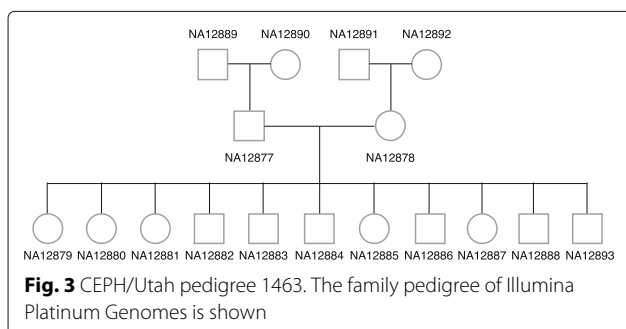 NA12889 NA12890 NA12891 NA12892
NA12877 NA12878
NA12879 NA12880 NA12881 NA12882 NA12883 NA12884 NA12885 NA12886 NA12887 NA12888 NA12893
Fig. 3 CEPH/Utah pedigree 1463. The family pedigree of Illumina
Platinum Genomes is shown